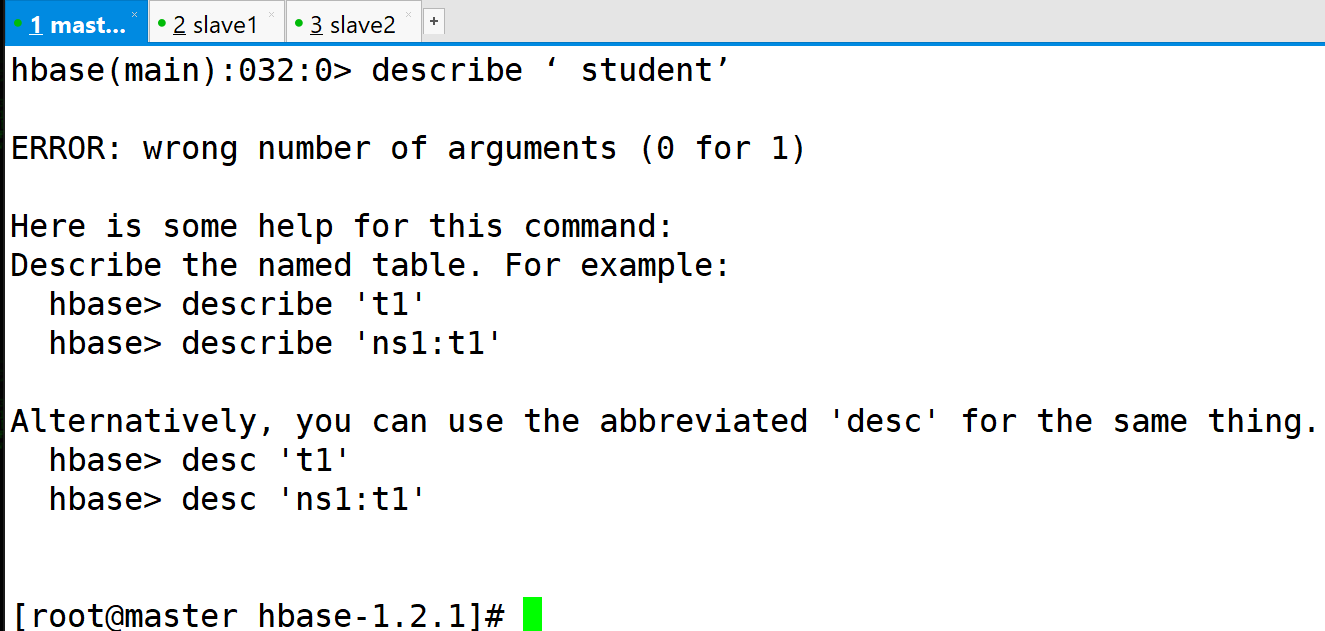 1 mast... × 2 slave1 × 3 slave2 × +
hbase(main):032:0> describe ‘ student’
ERROR: wrong number of arguments (0 for 1)
Here is some help for this command:
Describe the named table. For example:
hbase> describe 't1'
hbase> describe 'ns1:t1'
Alternatively, you can use the abbreviated 'desc' for the same thing.
hbase> desc 't1'
hbase> desc 'ns1:t1'
[root@master hbase-1.2.1]#